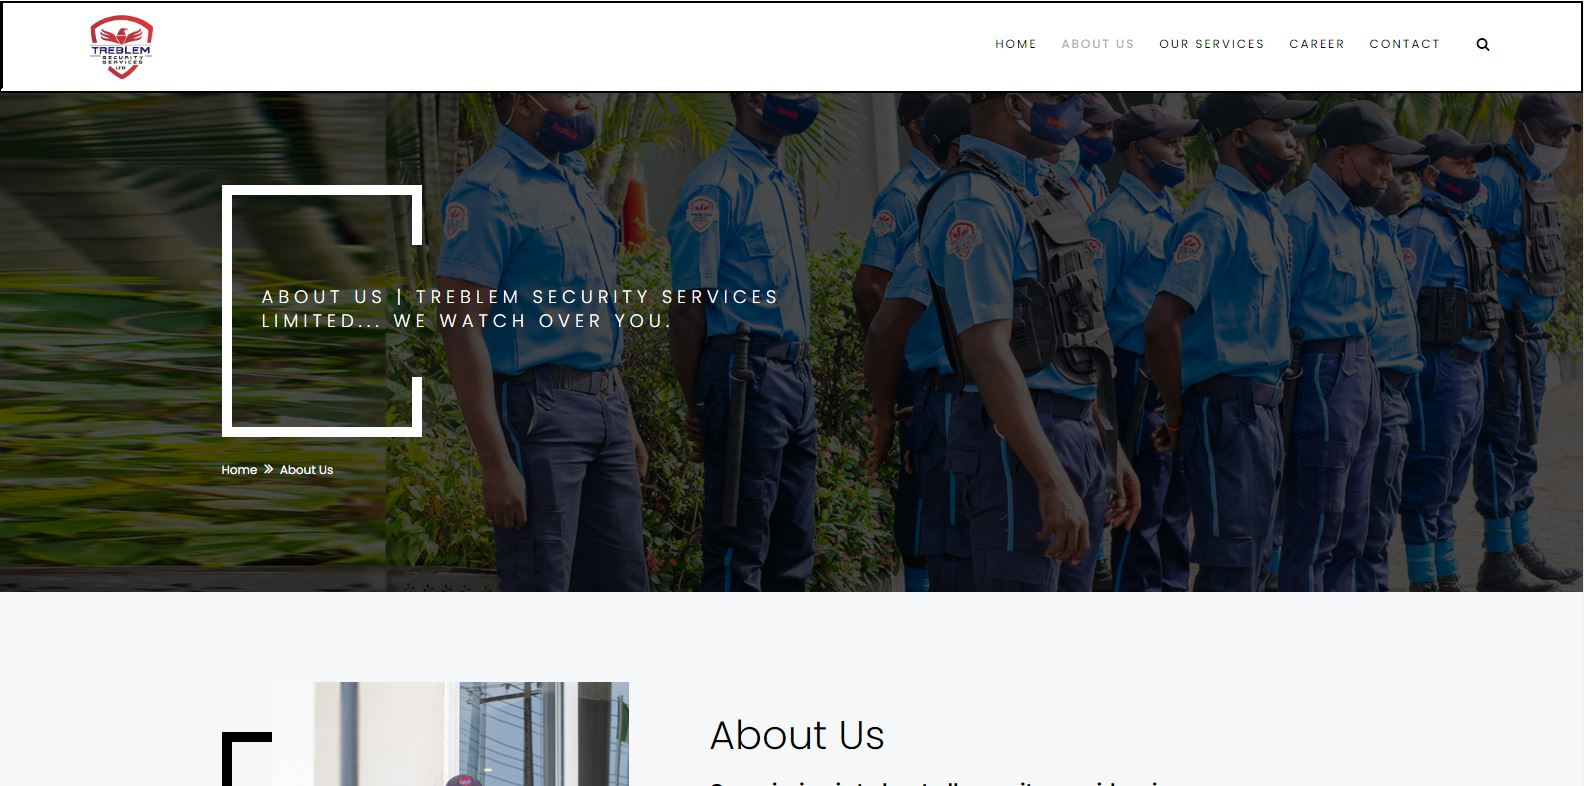 TREBLEM
SECURITY
SERVICES
LTD
HOME
ABOUT US
OUR SERVICES
CAREER
CONTACT
ABOUT US | TREBLEM SECURITY SERVICES
LIMITED... WE WATCH OVER YOU.
Home » About Us
About Us